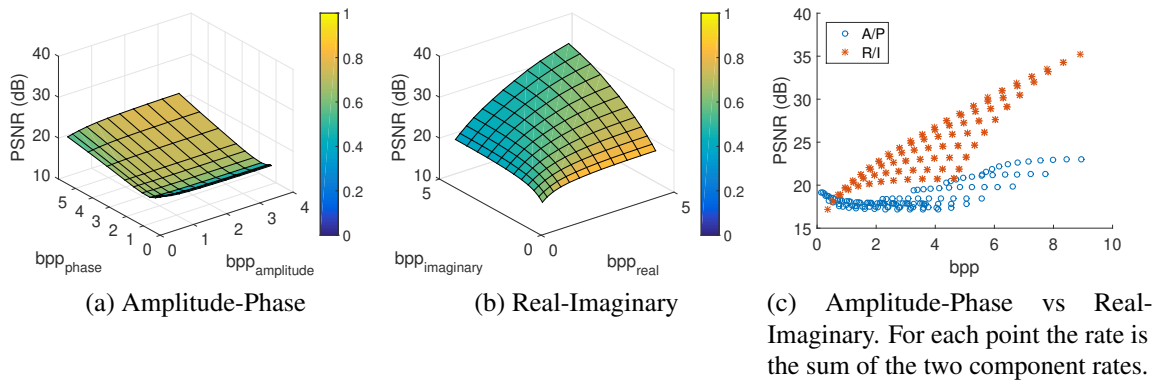 40
30
20
10
PSNR (dB)
5
4
3
2
1
0
bpp_phase
0
1
2
3
4
bpp_amplitude
1
0.8
0.6
0.4
0.2
0
(a) Amplitude-Phase
40
30
20
10
PSNR (dB)
5
0
bpp_imaginary
0
5
bpp_real
1
0.8
0.6
0.4
0.2
0
(b) Real-Imaginary
40
35
30
25
20
15
PSNR (dB)
A/P
R/I
0 2 4 6 8 10
bpp
(c) Amplitude-Phase vs Real-
Imaginary. For each point the rate is
the sum of the two component rates.